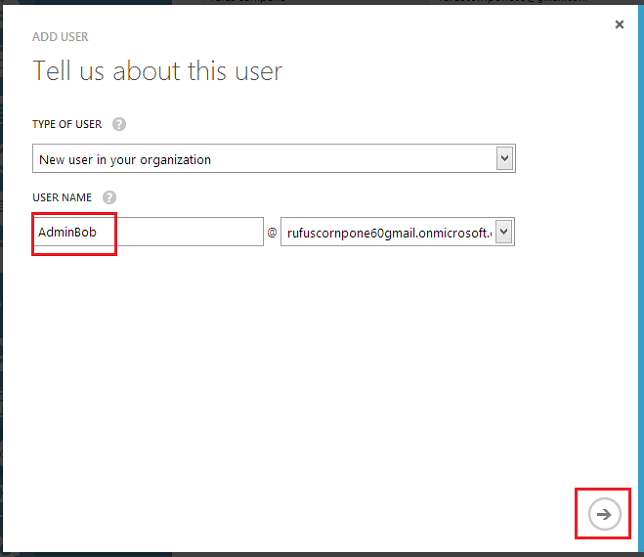 ADD USER
Tell us about this user
TYPE OF USER ?
New user in your organization
USER NAME ?
AdminBob @ rufuscornpone60gmail.onmicrosoft.